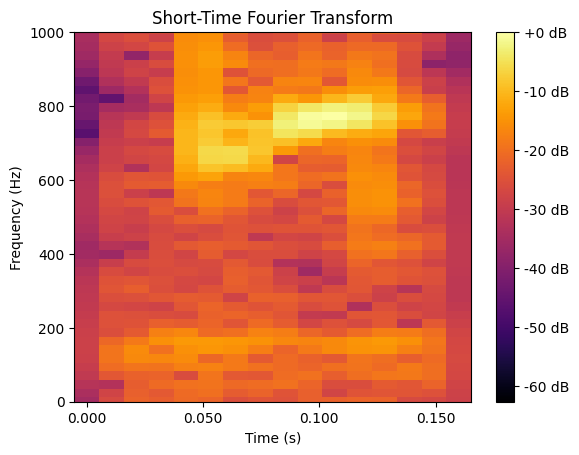 Short-Time Fourier Transform
Frequency (Hz)
1000
800
600
400
200
0
0.000
0.050
0.100
0.150
Time (s)
+0 dB
-10 dB
-20 dB
-30 dB
-40 dB
-50 dB
-60 dB